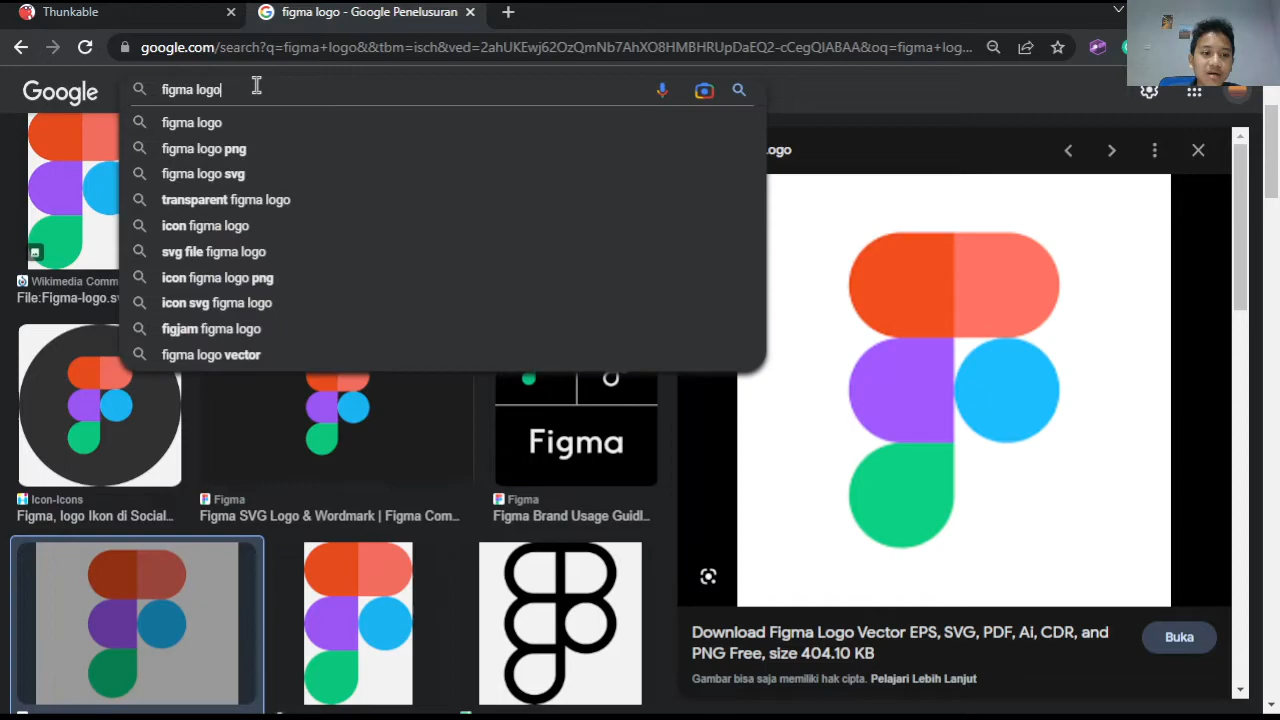 Thunkable
figma logo - Google Penelusuran
google.com/search?q=figma+logo&&tbm=isch&ved=2ahUKEwj62OzQmNb7AhXO8HMBHRUpDaEQ2-cCegQIABAA&oq=figma+log...
Google
figma logo
figma logo
figma logo png
figma logo svg
transparent figma logo
icon figma logo
svg file figma logo
icon figma logo png
icon svg figma logo
figjam figma logo
figma logo vector
Wikimedia Comm
File:Figma-logo.sv
Figma
Icon-Icons
Figma, logo Ikon di Social...
Figma
Figma SVG Logo & Wordmark | Figma Com...
Figma
Figma Brand Usage Guidl...
ogo
Download Figma Logo Vector EPS, SVG, PDF, Ai, CDR, and
PNG Free, size 404.10 KB
Buka
Gambar bisa saja memiliki hak cipta. Pelajari Lebih Lanjut